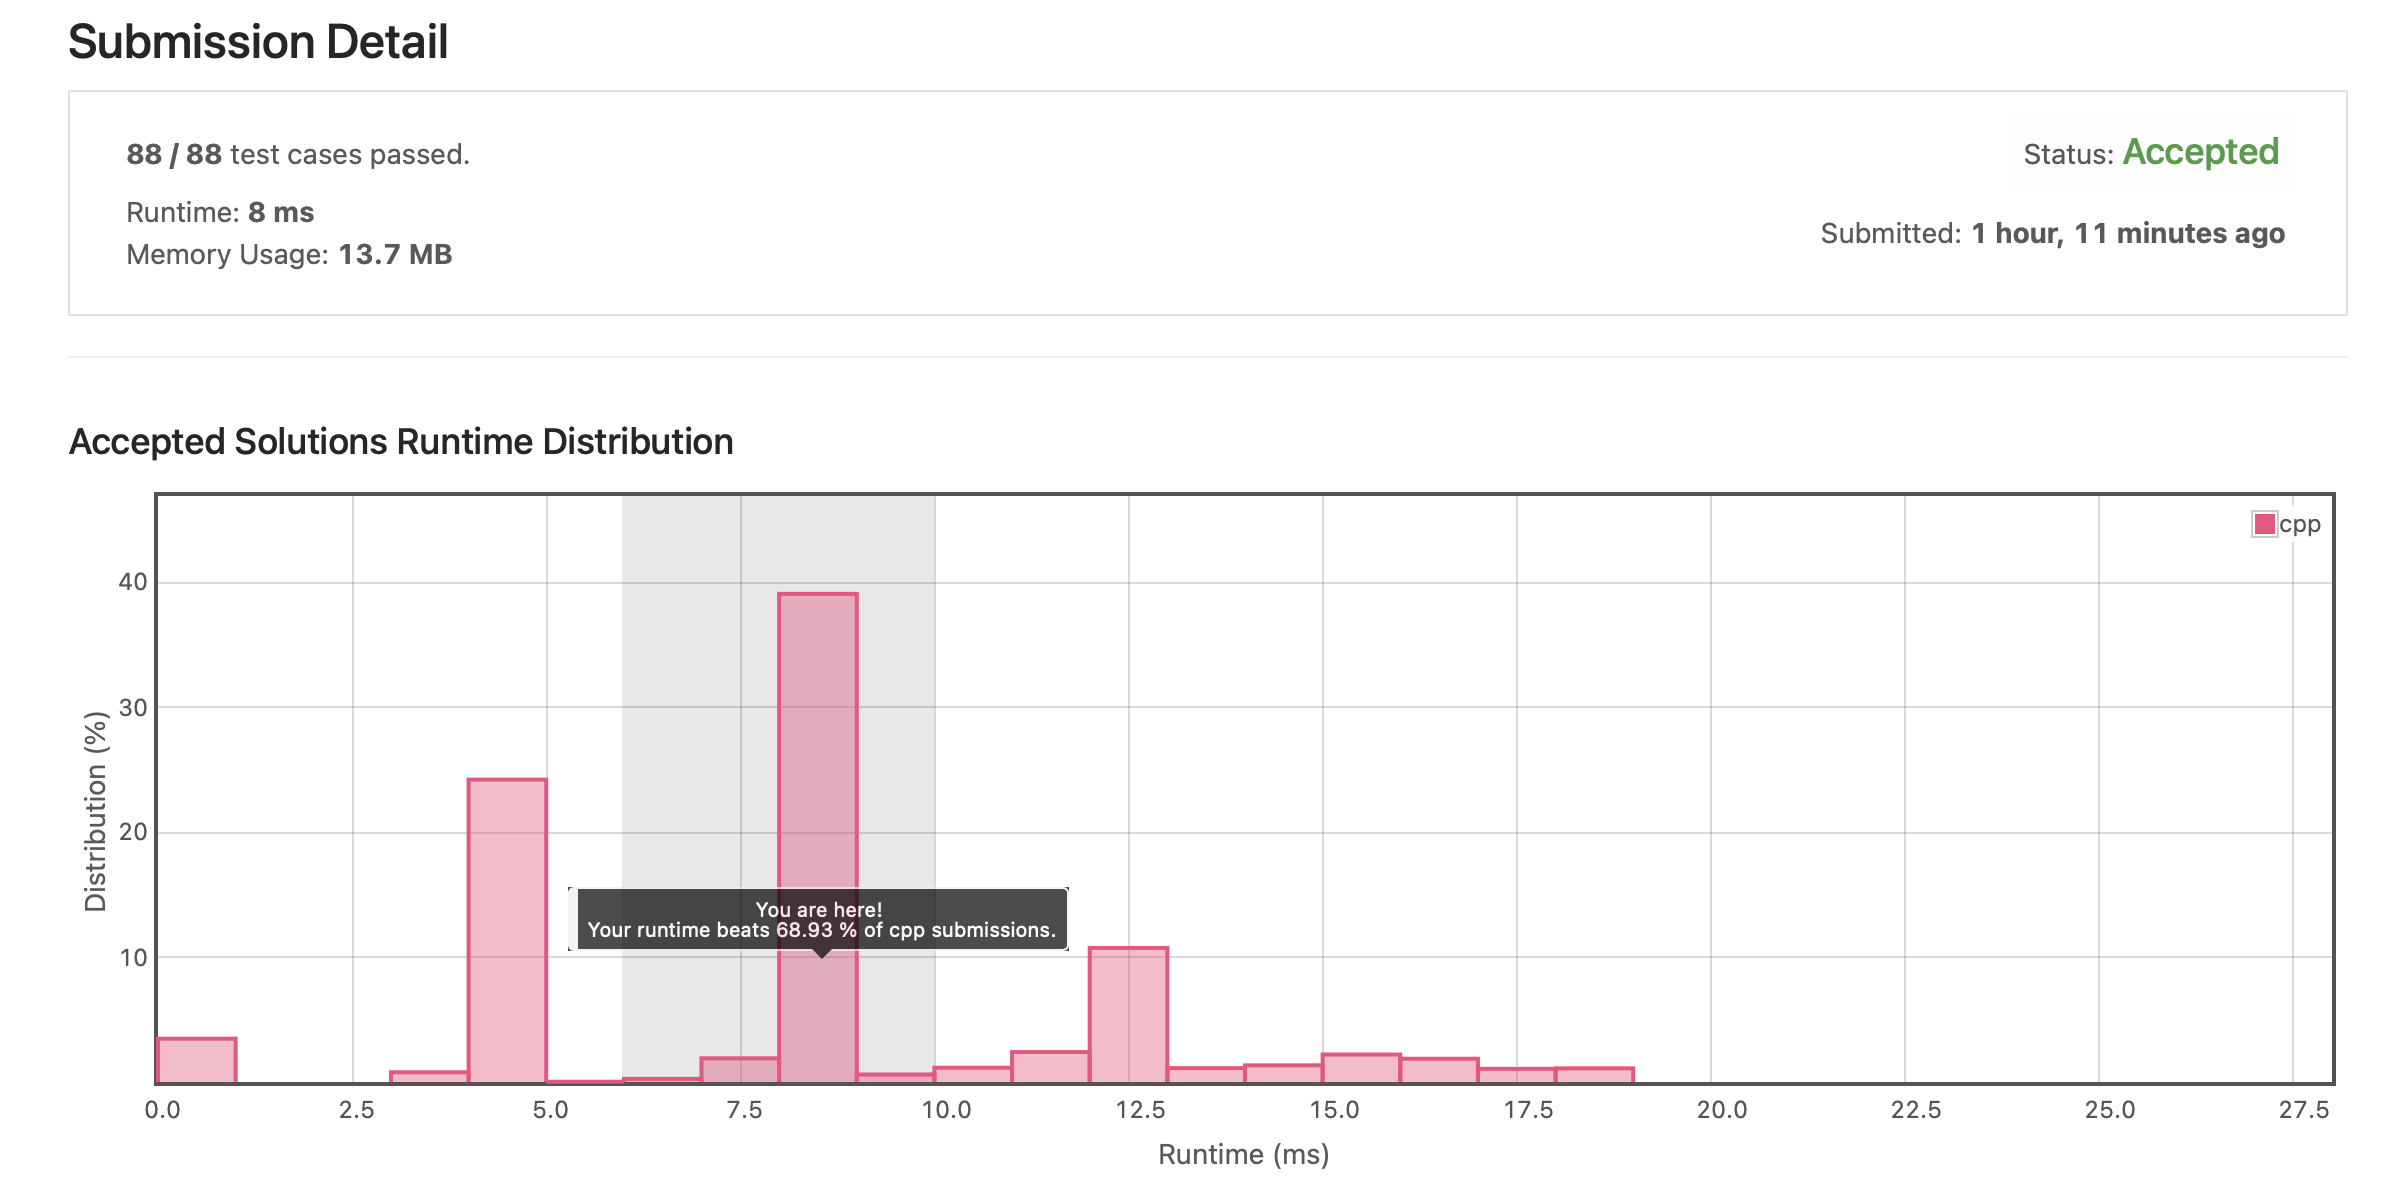 Submission Detail
88 / 88 test cases passed.
Status: Accepted
Runtime: 8 ms
Submitted: 1 hour, 11 minutes ago
Memory Usage: 13.7 MB
Accepted Solutions Runtime Distribution
cpp
40
30
20
10
Distribution (%)
You are here!
Your runtime beats 68.93 % of cpp submissions.
0.0 2.5 5.0 7.5 10.0 12.5 15.0 17.5 20.0 22.5 25.0 27.5
Runtime (ms)